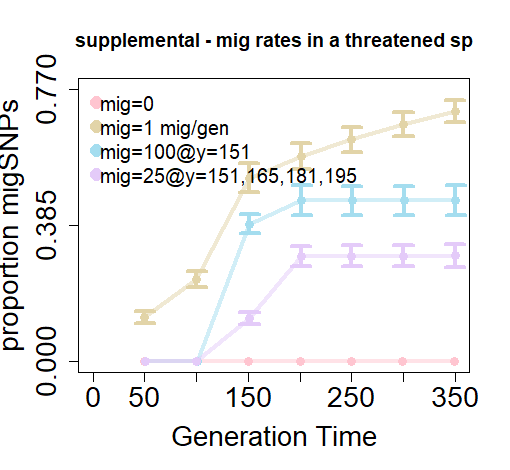 supplemental - mig rates in a threatened sp
proportion migSNPs
0.770
0.385
0.000
mig=0
mig=1 mig/gen
mig=100@y=151
mig=25@y=151,165,181,195
0 50 150 250 350
Generation Time